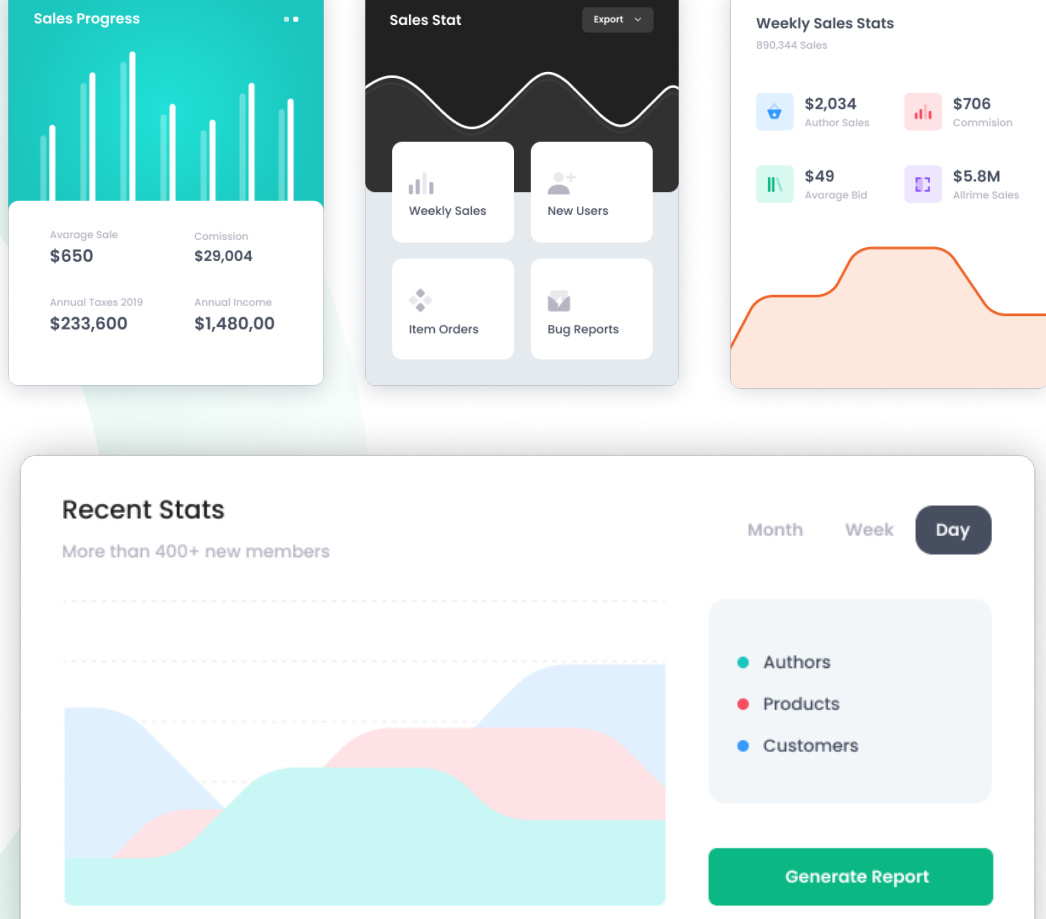 Sales Progress
Avarage Sale
Comission
$650
$29,004
Annual Taxes 2019
Annual Income
$233,600
$1,480,00
Sales Stat
Export
Weekly Sales
New Users
Item Orders
Bug Reports
Weekly Sales Stats
890,344 Sales
$2,034
Author Sales
$706
Commision
$49
Avarage Bid
$5.8M
Allrime Sales
Recent Stats
More than 400+ new members
Month
Week
Day
Authors
Products
Customers
Generate Report